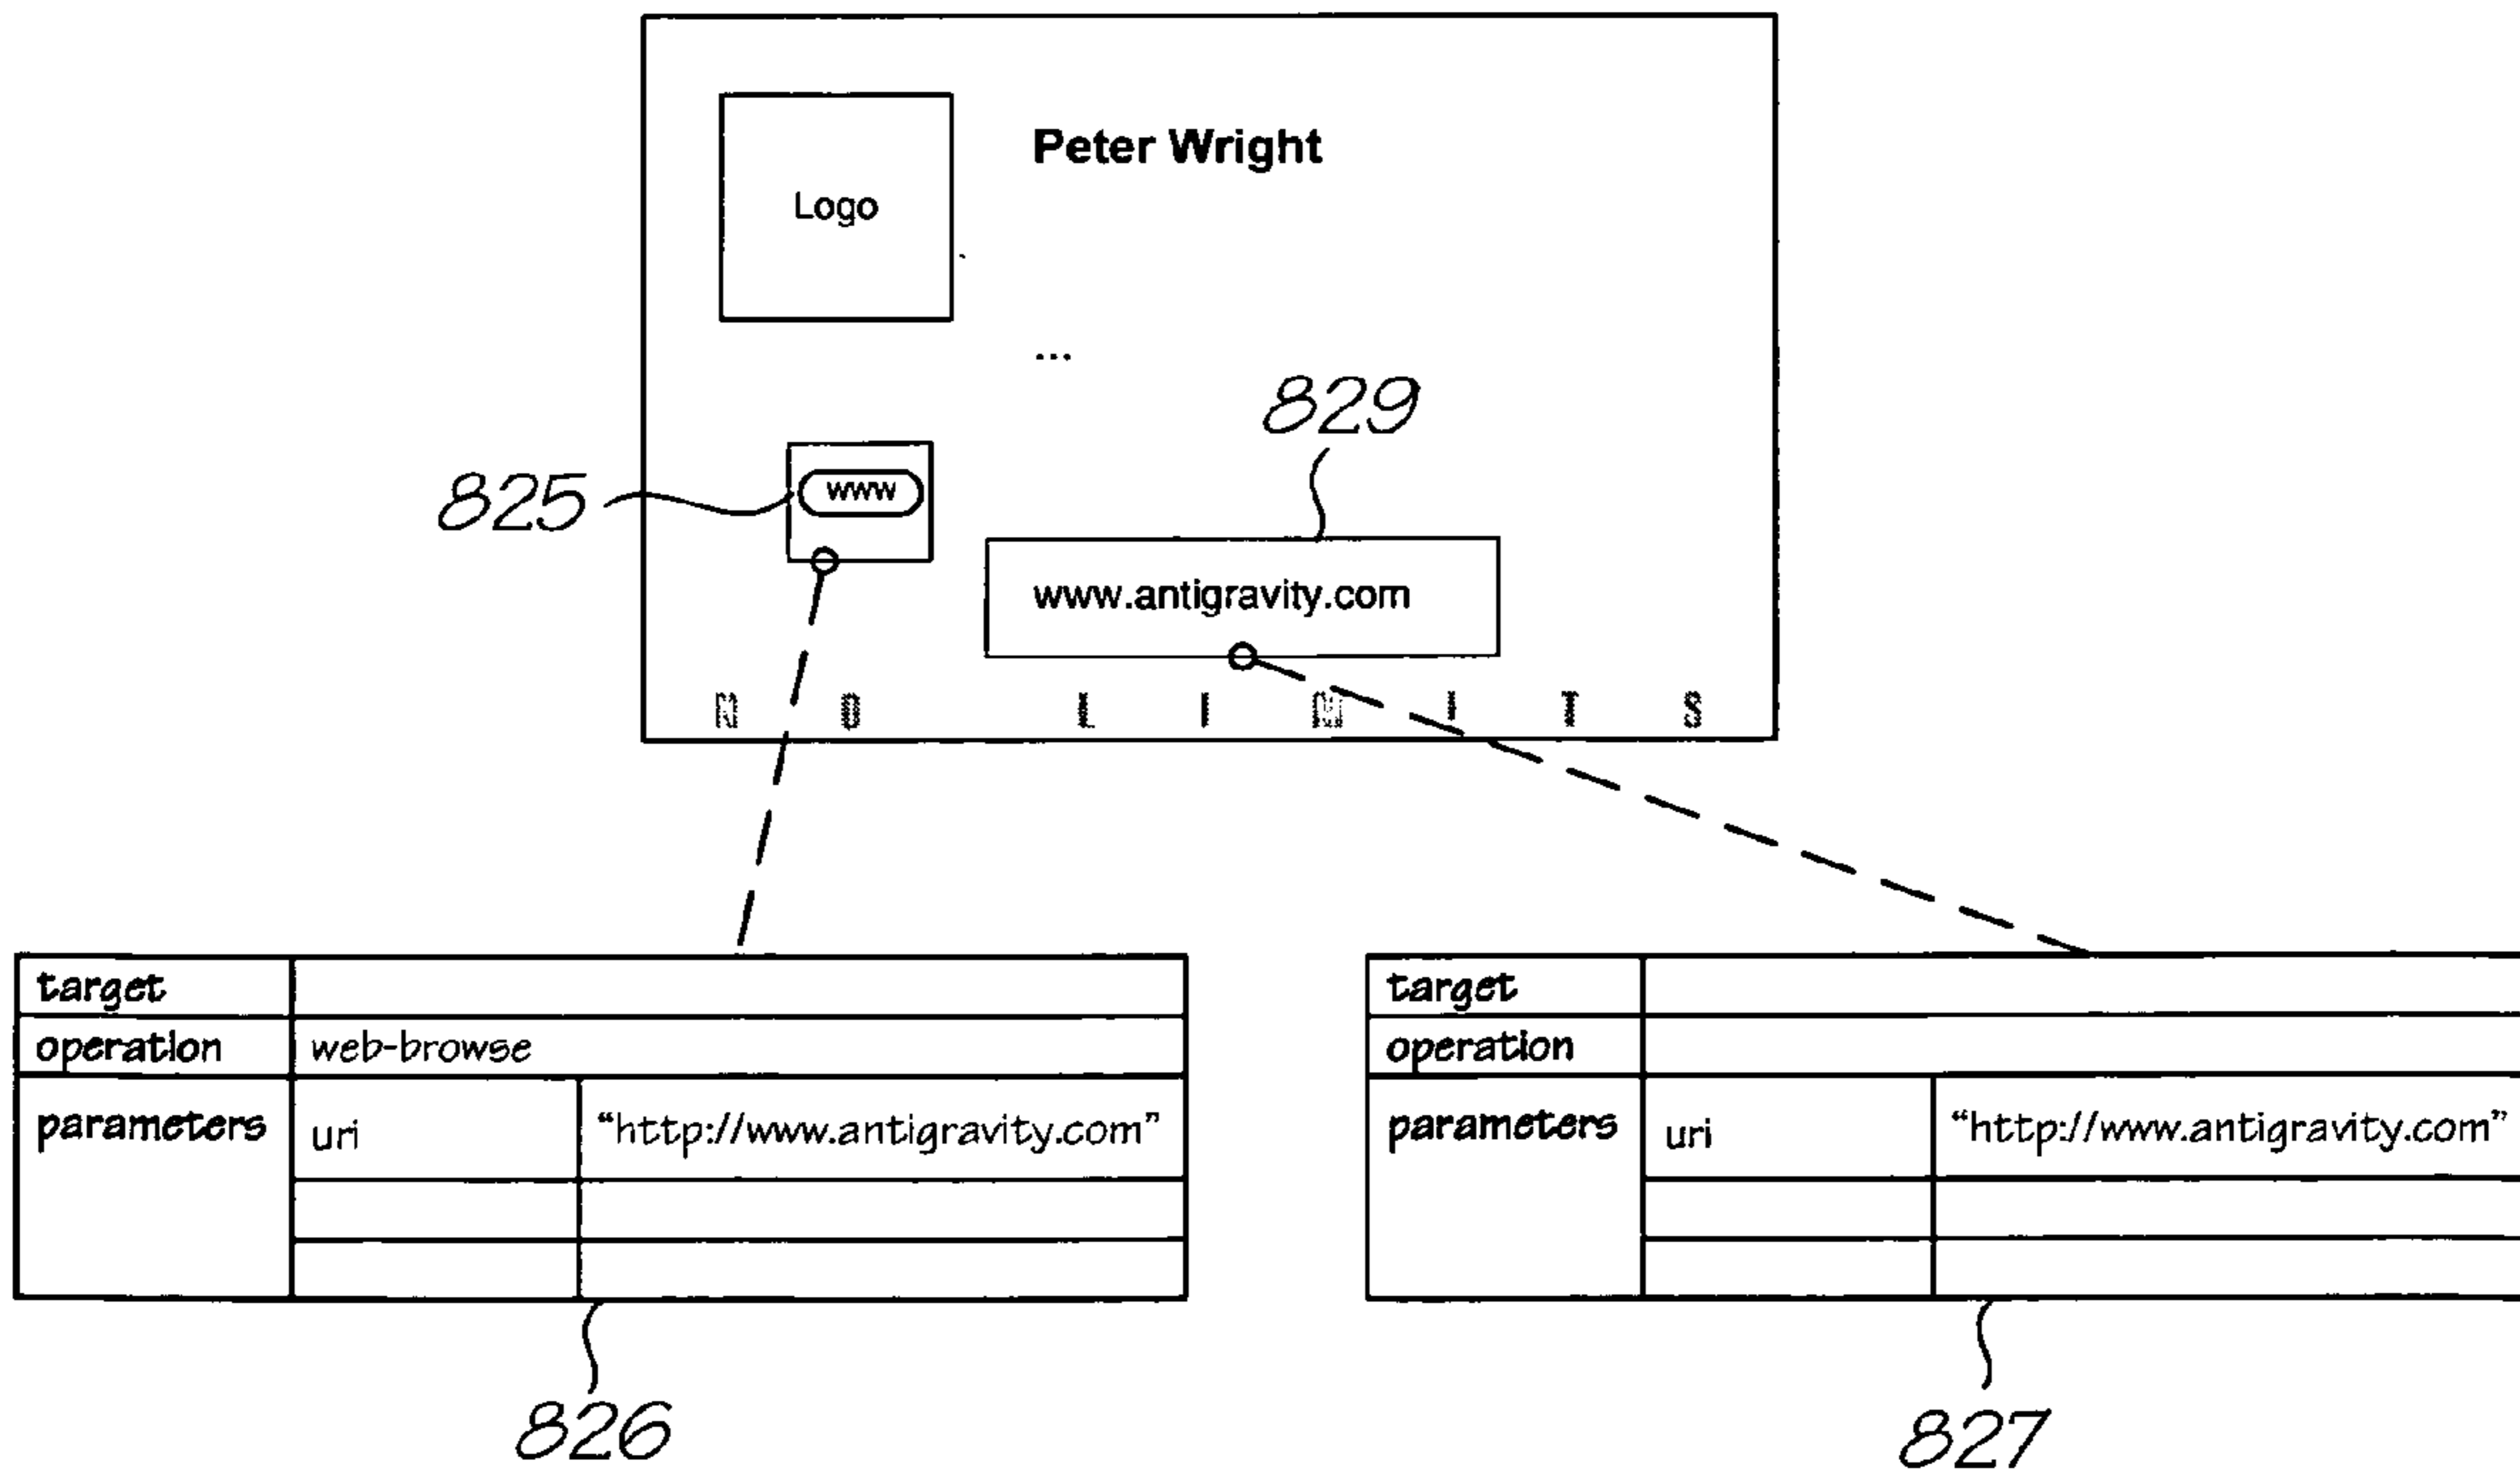 Peter Wright
Logo
...
829
825
www
www.antigravity.com
N O L I M I T S
target
operation web-browse
parameters uri “http://www.antigravity.com”
826
target
operation
parameters uri “http://www.antigravity.com”
827